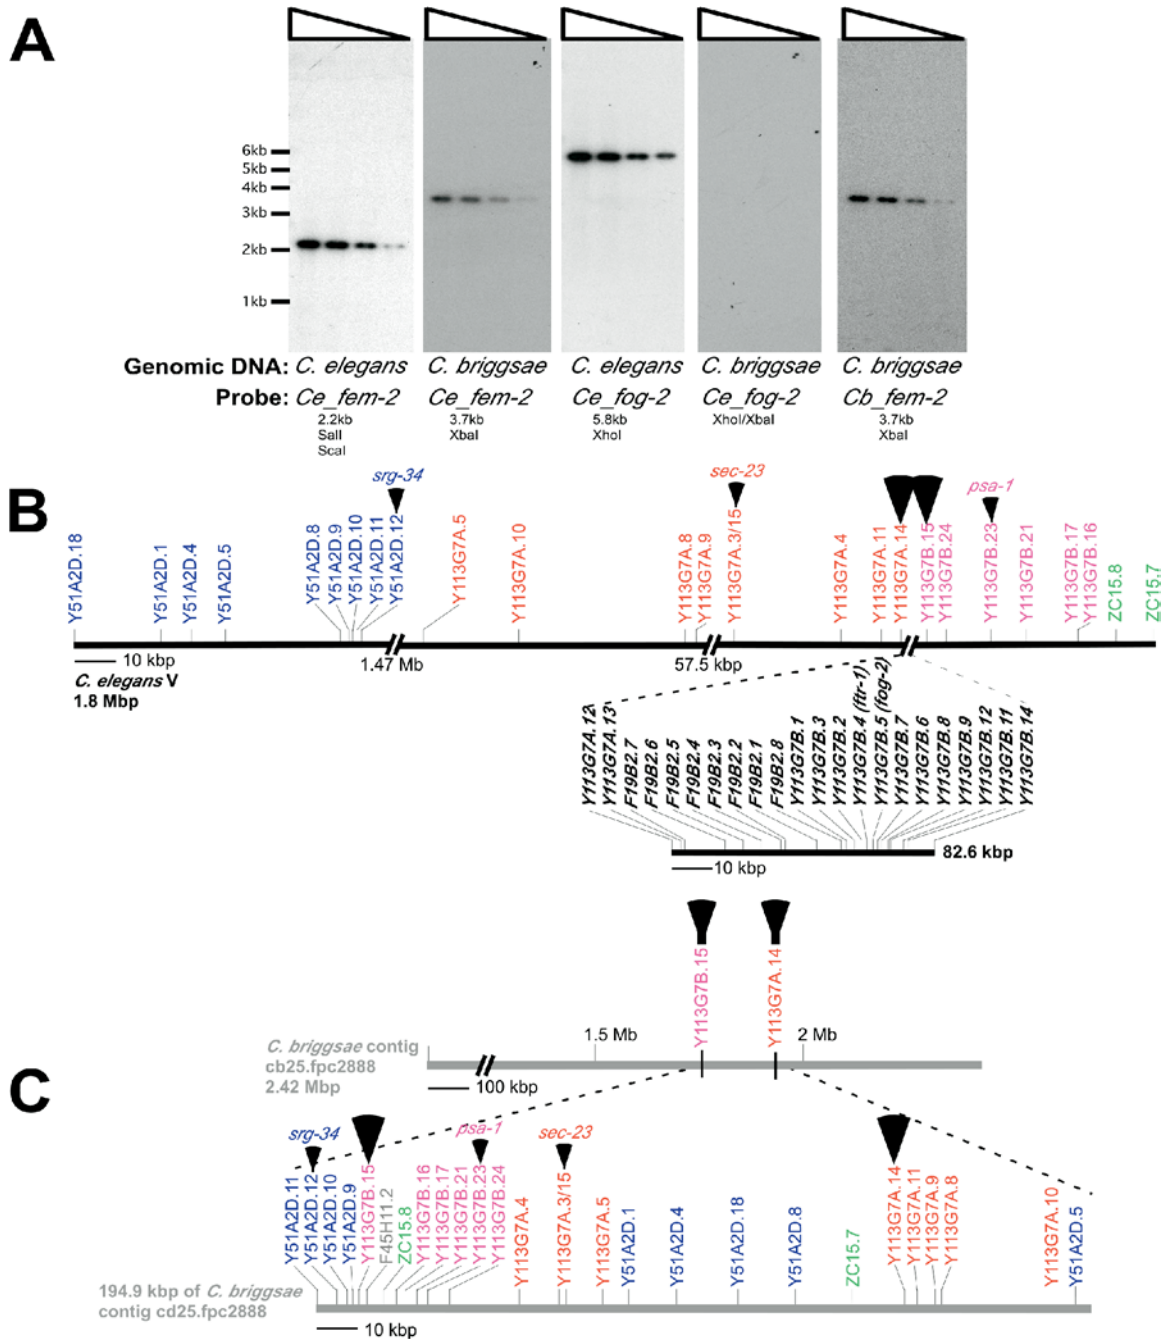 A
6kb
5kb
4kb
3kb
2kb
1kb
Genomic DNA: C. elegans C. briggsae C. elegans C. briggsae C. briggsae
Probe: Ce_fem-2 Ce_fem-2 Ce_fog-2 Ce_fog-2 Cb_fem-2
2.2kb 3.7kb 5.8kb XhoI/XbaI 3.7kb
SalI XbaI XhoI XbaI
ScaI
B
srg-34 sec-23 psa-1
Y51A2D.18
Y51A2D.1
Y51A2D.4
Y51A2D.5
Y51A2D.8
Y51A2D.9
Y51A2D.10
Y51A2D.11
Y51A2D.12
Y113G7A.5
Y113G7A.10
Y113G7A.8
Y113G7A.9
Y113G7A.3/15
Y113G7A.4
Y113G7A.11
Y113G7A.14
Y113G7B.15
Y113G7B.24
Y113G7B.23
Y113G7B.21
Y113G7B.17
Y113G7B.16
ZC15.8
ZC15.7
10 kbp
1.47 Mb
57.5 kbp
C. elegans V
1.8 Mbp
Y113G7A.12
Y113G7A.13
F19B2.7
F19B2.6
F19B2.5
F19B2.4
F19B2.3
F19B2.2
F19B2.1
F19B2.8
Y113G7B.1
Y113G7B.3
Y113G7B.2
Y113G7B.4 (ftr-1)
Y113G7B.5 (fog-2)
Y113G7B.7
Y113G7B.6
Y113G7B.8
Y113G7B.9
Y113G7B.12
Y113G7B.11
Y113G7B.14
82.6 kbp
10 kbp
Y113G7B.15
Y113G7A.14
1.5 Mb 2 Mb
C. briggsae contig
cb25.fpc2888
2.42 Mbp
100 kbp
C
srg-34 psa-1 sec-23
Y51A2D.11
Y51A2D.12
Y51A2D.10
Y51A2D.9
Y113G7B.15
F45H11.2
ZC15.8
Y113G7B.16
Y113G7B.17
Y113G7B.21
Y113G7B.23
Y113G7B.24
Y113G7A.4
Y113G7A.3/15
Y113G7A.5
Y51A2D.1
Y51A2D.4
Y51A2D.18
Y51A2D.8
ZC15.7
Y113G7A.14
Y113G7A.11
Y113G7A.9
Y113G7A.8
Y113G7A.10
Y51A2D.5
194.9 kbp of C. briggsae
contig cd25.fpc2888
10 kbp